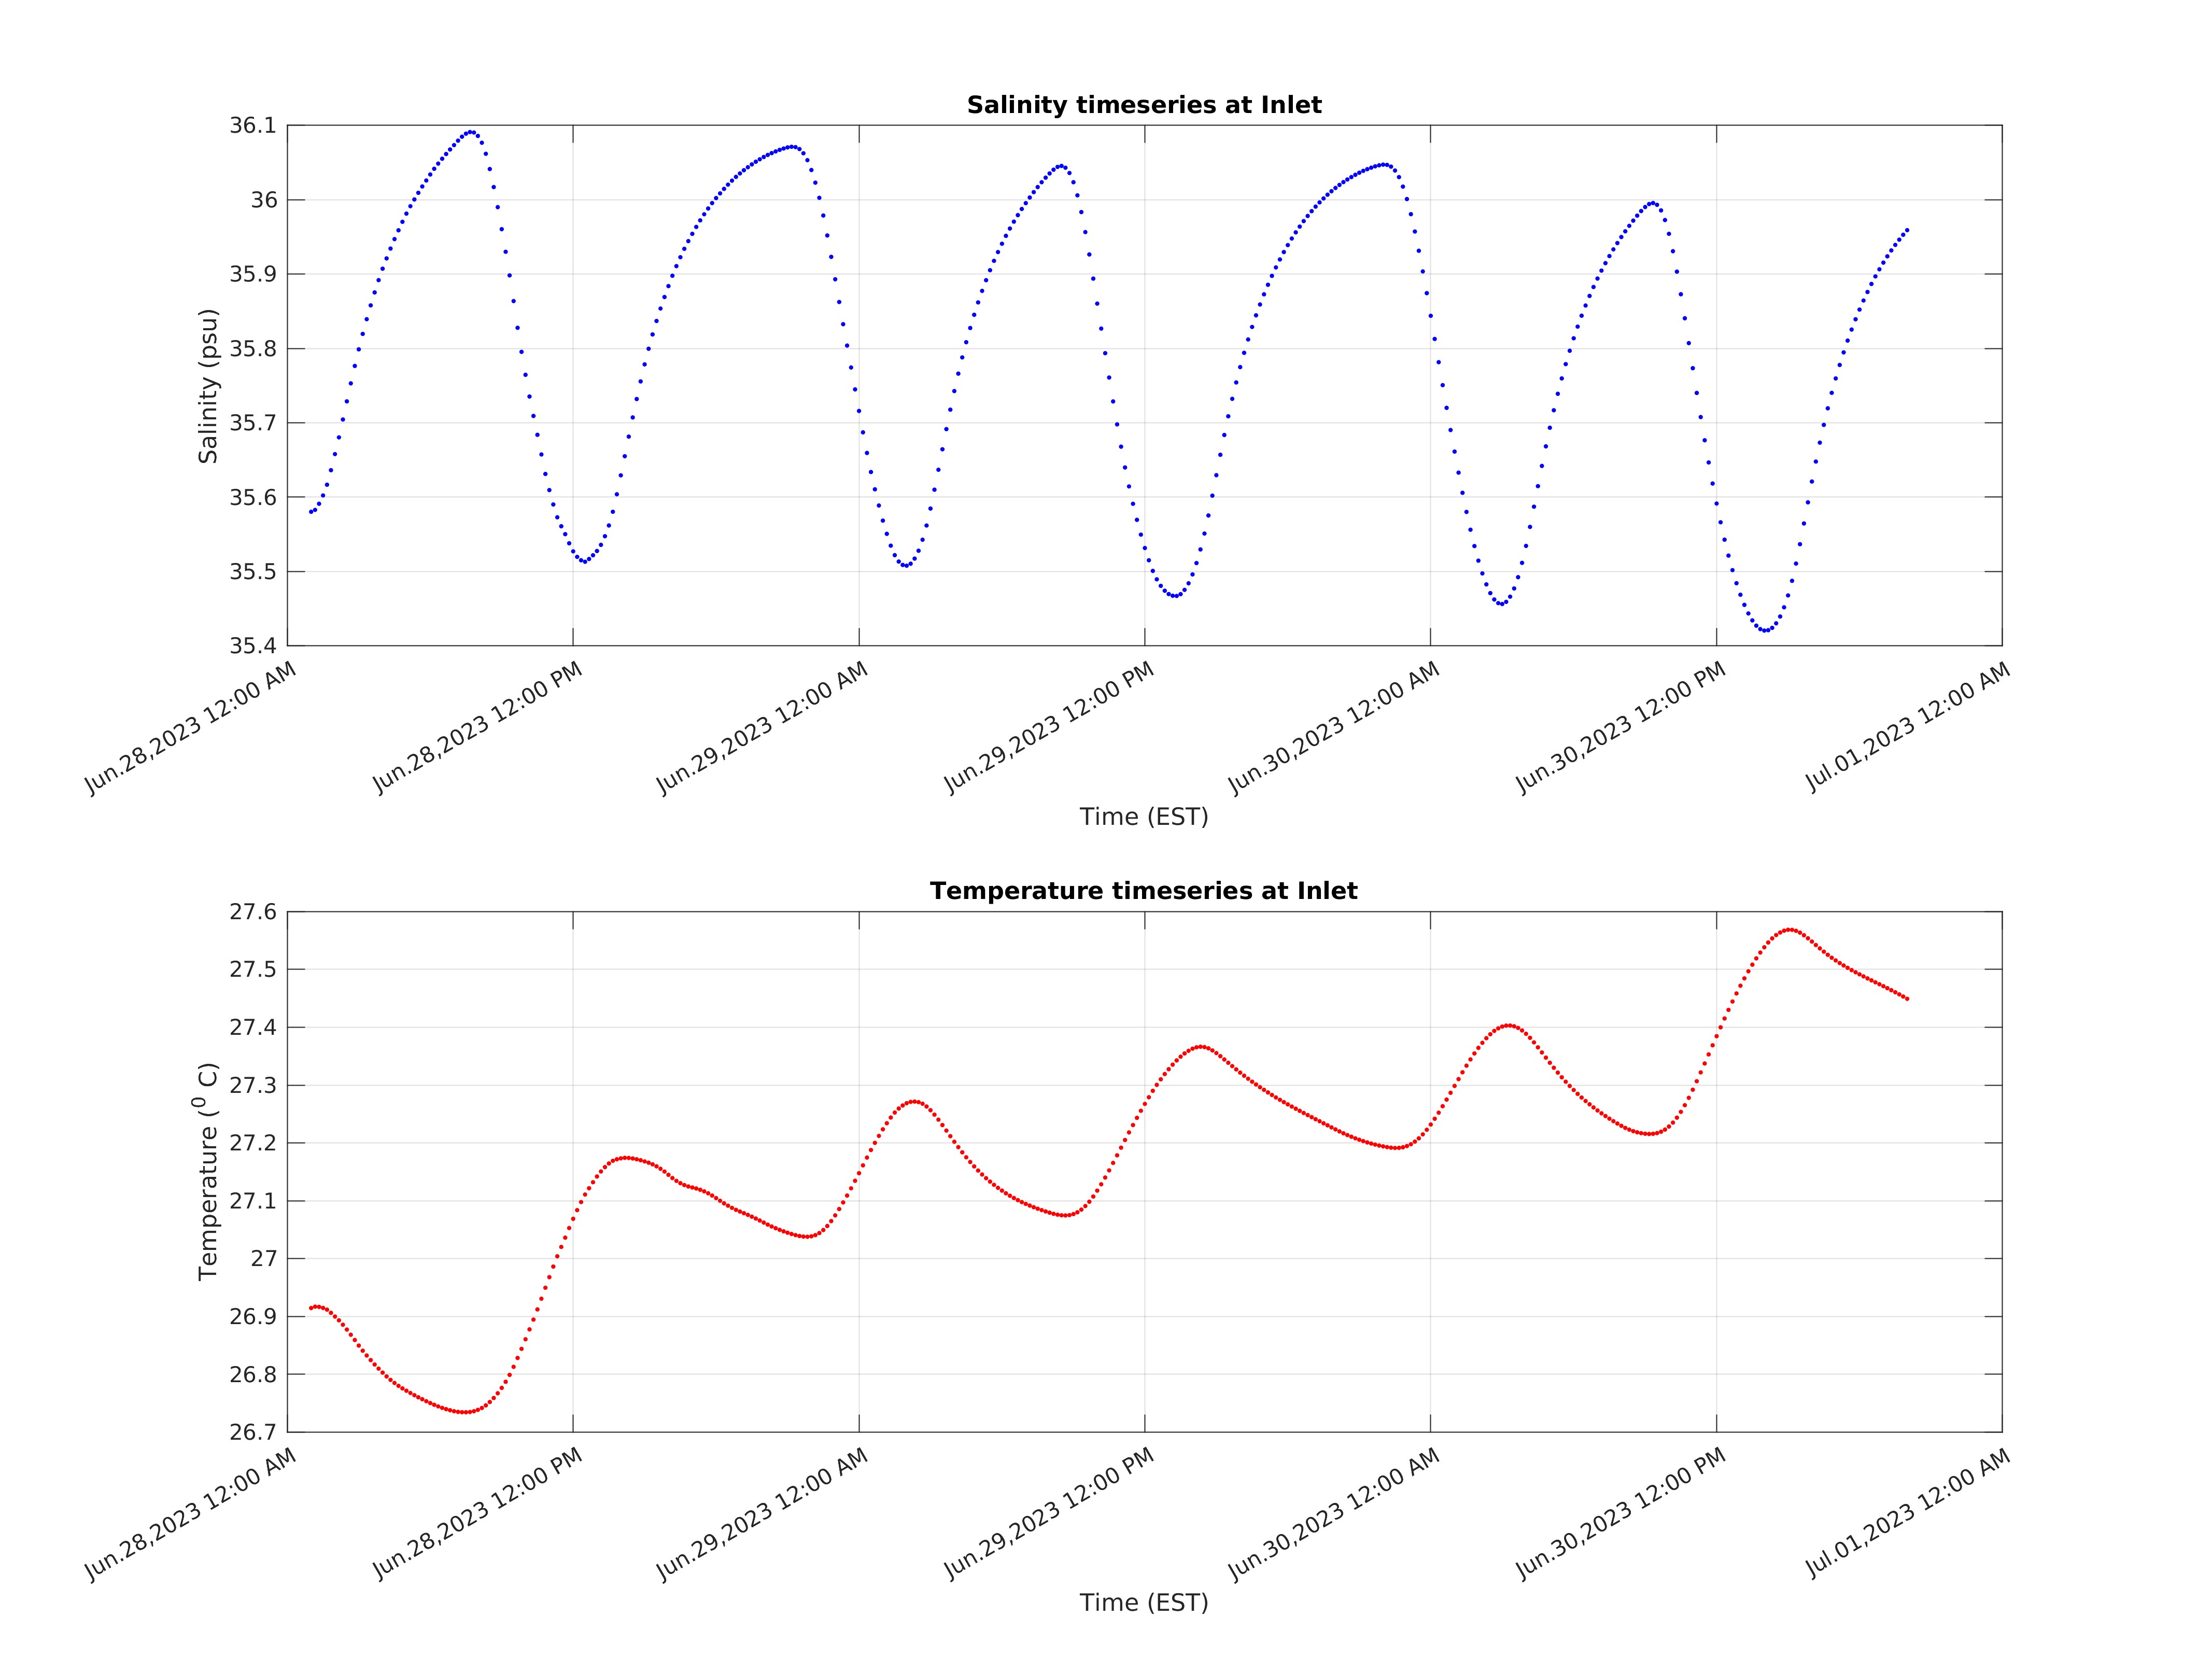 Salinity timeseries at Inlet
36.1
36
35.9
35.8
35.7
35.6
35.5
35.4
Salinity (psu)
Jun.28,2023 12:00 AM
Jun.28,2023 12:00 PM
Jun.29,2023 12:00 AM
Jun.29,2023 12:00 PM
Jun.30,2023 12:00 AM
Jun.30,2023 12:00 PM
Jul.01,2023 12:00 AM
Time (EST)
Temperature timeseries at Inlet
27.6
27.5
27.4
27.3
27.2
27.1
27
26.9
26.8
26.7
Temperature (⁰ C)
Jun.28,2023 12:00 AM
Jun.28,2023 12:00 PM
Jun.29,2023 12:00 AM
Jun.29,2023 12:00 PM
Jun.30,2023 12:00 AM
Jun.30,2023 12:00 PM
Jul.01,2023 12:00 AM
Time (EST)